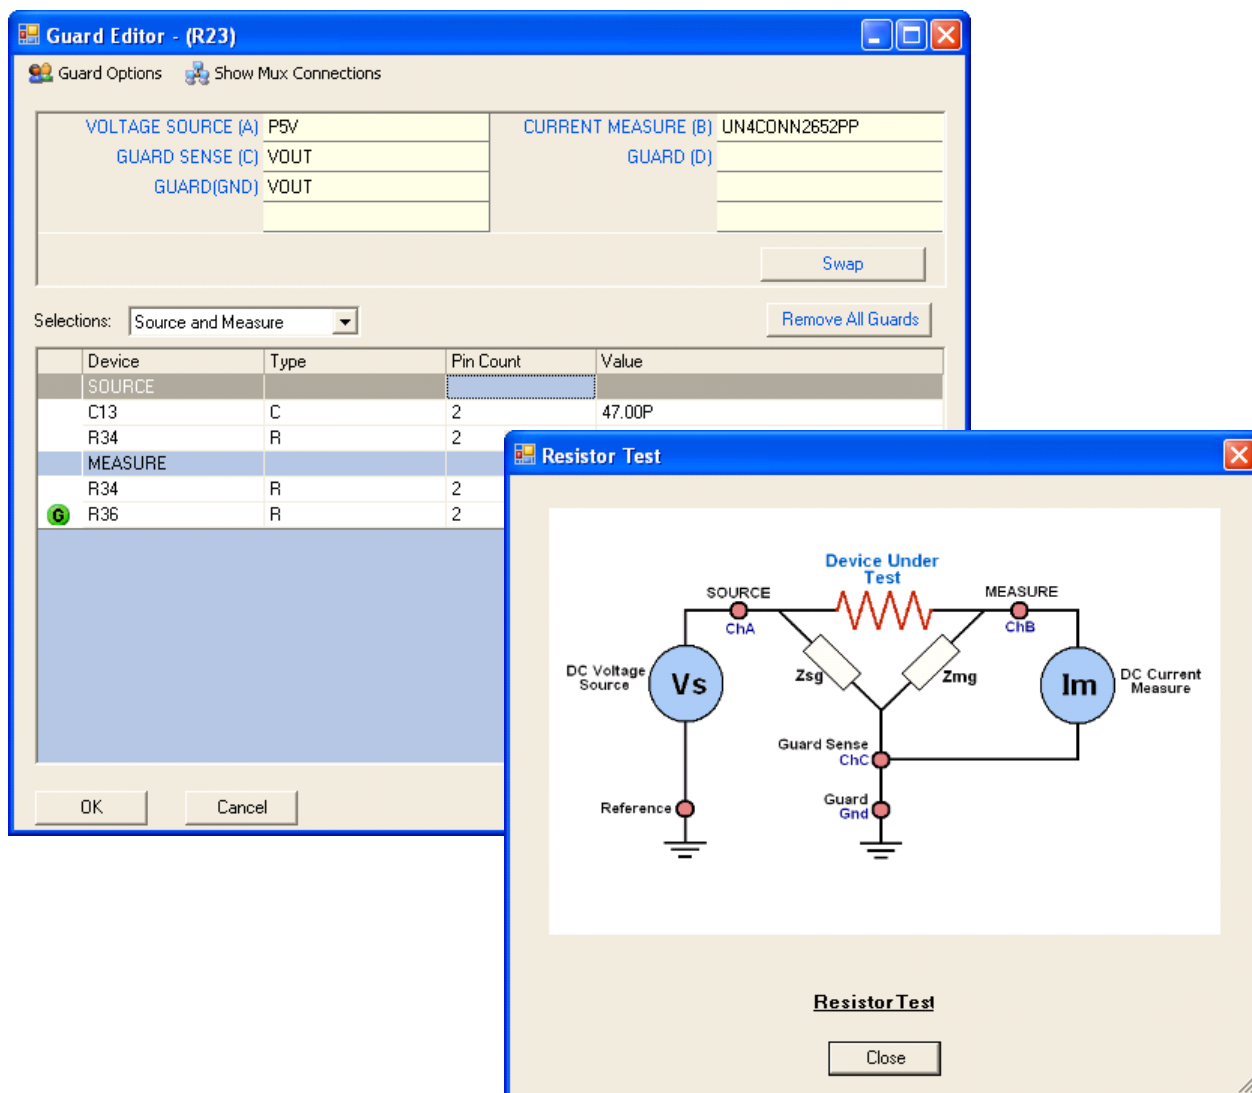 Guard Editor - (R23)
Guard Options Show Mux Connections
VOLTAGE SOURCE (A) P5V CURRENT MEASURE (B) UN4CONN2652PP
GUARD SENSE (C) VOUT GUARD (D)
GUARD(GND) VOUT
Swap
Selections: Source and Measure Remove All Guards
Device Type Pin Count Value
SOURCE
C13 C 2 47.00P
R34 R 2
MEASURE
R34 R 2
G R36 R 2
OK Cancel
Resistor Test
Device Under
Test
SOURCE MEASURE
ChA ChB
DC Voltage
Source
Vs
Zsg Zmg
Im
DC Current
Measure
Guard Sense
ChC
Reference
Guard
Gnd
Resistor Test
Close